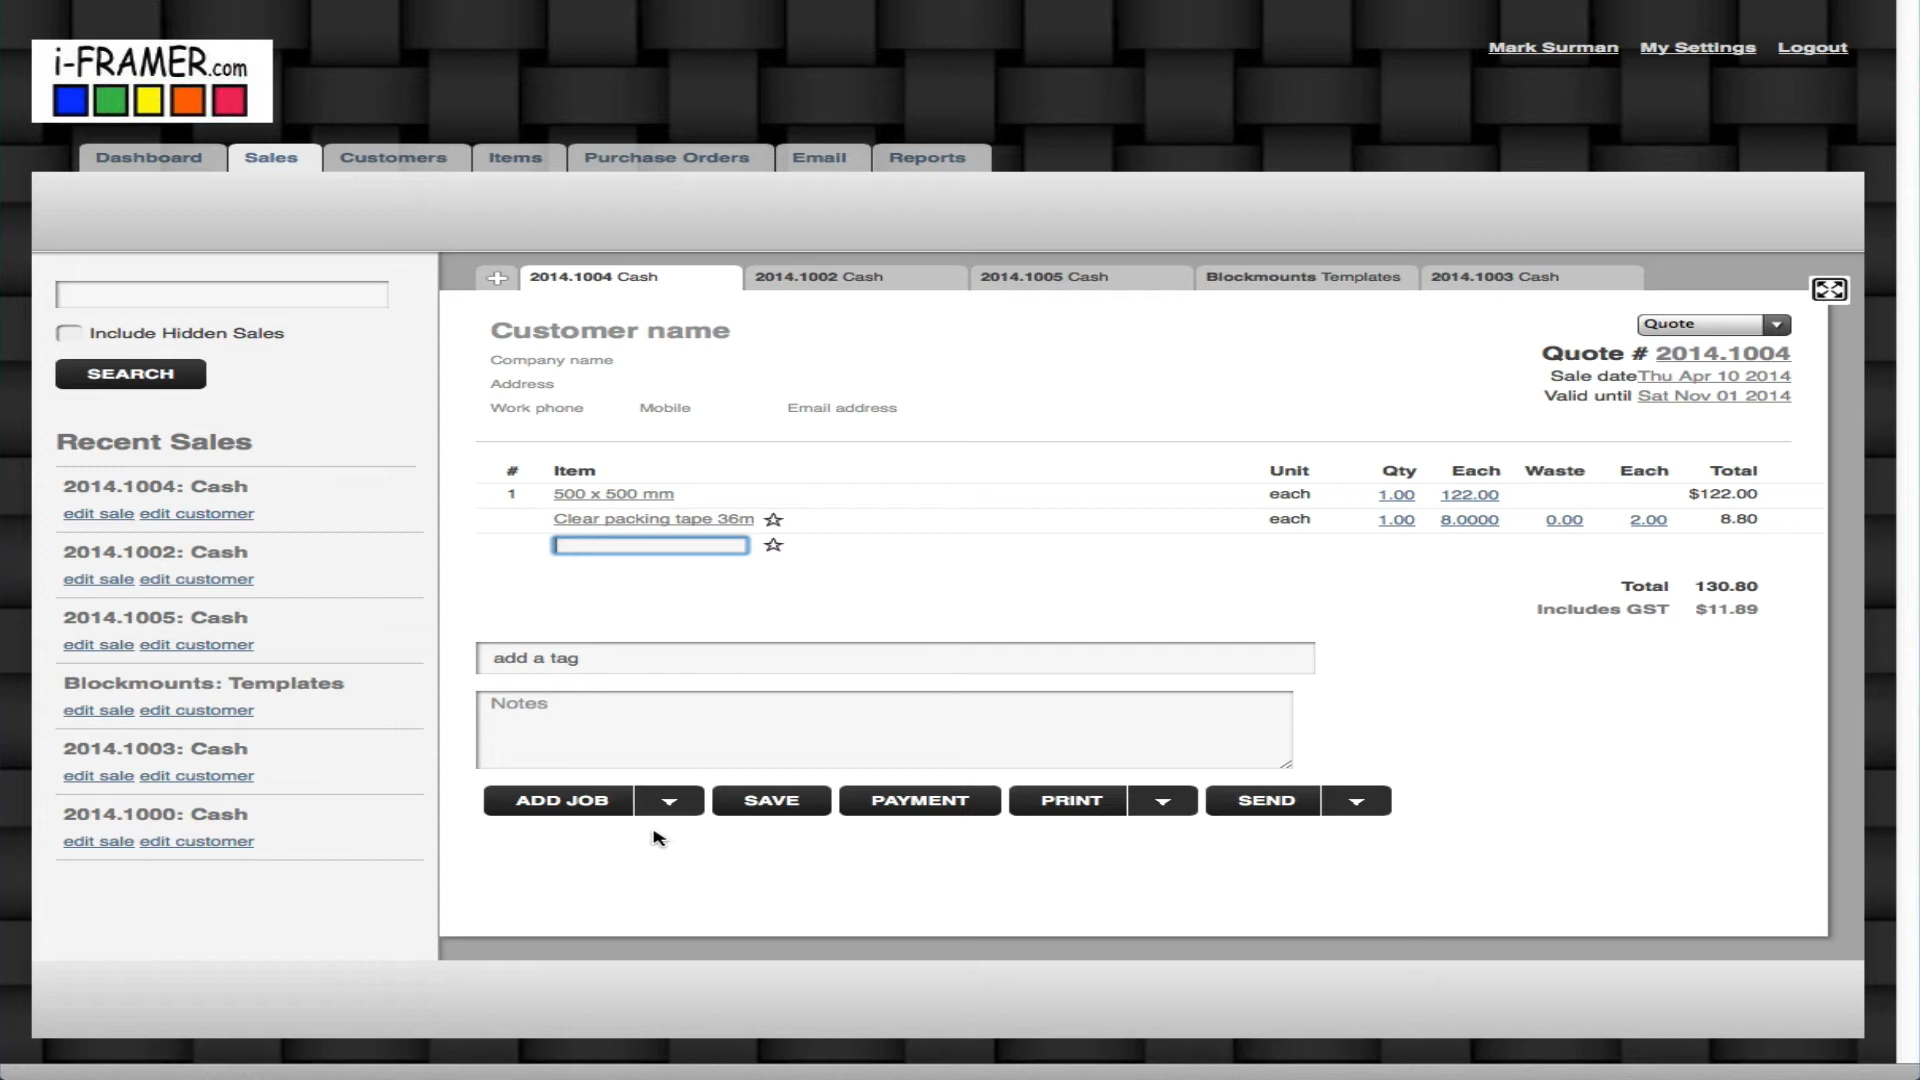 i-FRAMER.com
Mark Surman My Settings Logout
Dashboard Sales Customers Items Purchase Orders Email Reports
2014.1004 Cash 2014.1002 Cash 2014.1005 Cash Blockmounts Templates 2014.1003 Cash
Include Hidden Sales
SEARCH
Recent Sales
2014.1004: Cash
edit sale edit customer
2014.1002: Cash
edit sale edit customer
2014.1005: Cash
edit sale edit customer
Blockmounts: Templates
edit sale edit customer
2014.1003: Cash
edit sale edit customer
2014.1000: Cash
edit sale edit customer
Customer name
Company name
Address
Work phone Mobile Email address
Quote
Quote # 2014.1004
Sale dateThu Apr 10 2014
Valid until Sat Nov 01 2014
# Item Unit Qty Each Waste Each Total
1 500 x 500 mm each 1.00 122.00 $122.00
Clear packing tape 36m each 1.00 8.0000 0.00 2.00 8.80
Total 130.80
Includes GST $11.89
add a tag
Notes
ADD JOB SAVE PAYMENT PRINT SEND